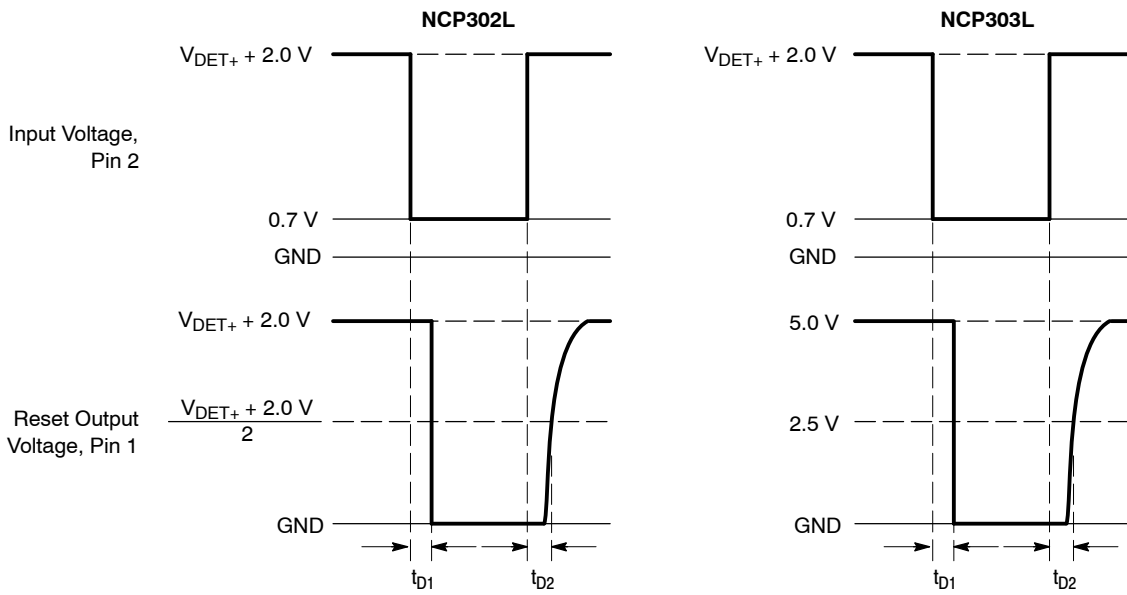 NCP302L
V_DET+ + 2.0 V
Input Voltage,
Pin 2
0.7 V
GND
V_DET+ + 2.0 V
Reset Output
Voltage, Pin 1
V_DET+ + 2.0 V
2
GND
t_D1
t_D2
NCP303L
V_DET+ + 2.0 V
0.7 V
GND
5.0 V
2.5 V
GND
t_D1
t_D2